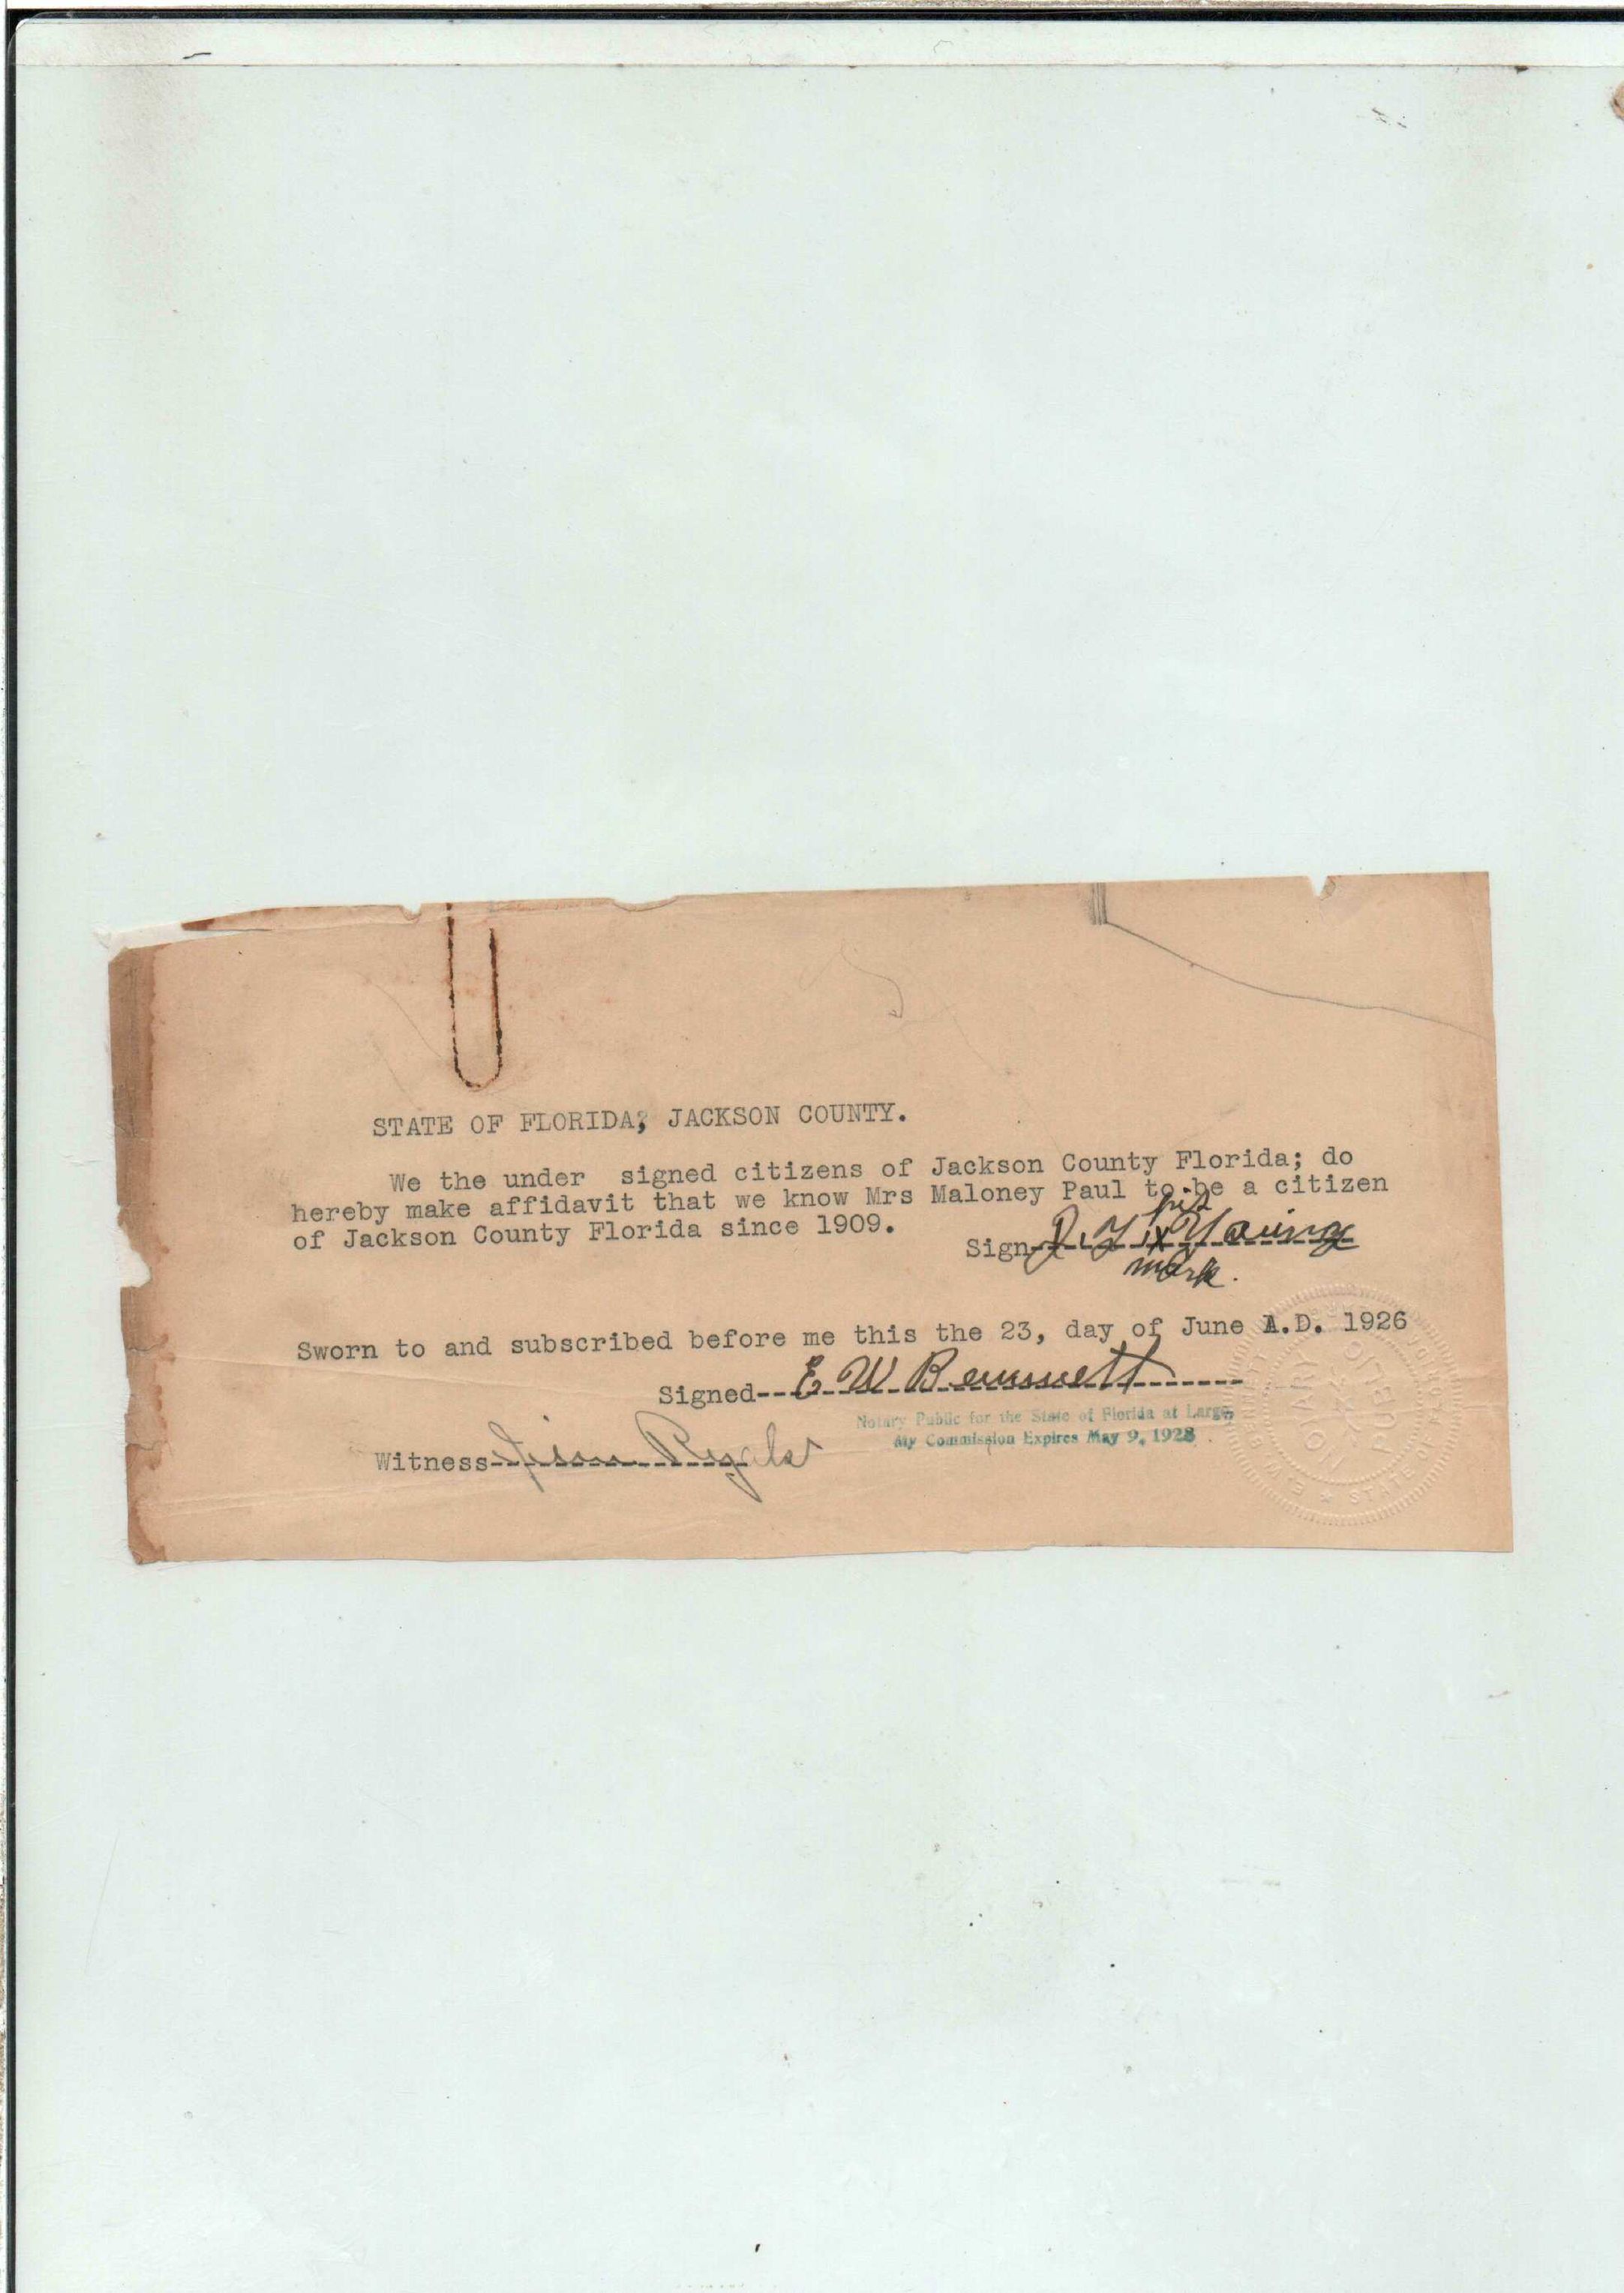 STATE OF FLORIDA; JACKSON COUNTY.
We the under signed citizens of Jackson County Florida; do
hereby make affidavit that we know Mrs Maloney Paul to be a citizen
of Jackson County Florida since 1909.
his
Sign J. Y. x Young
mark.
Sworn to and subscribed before me this the 23, day of June A.D. 1926
Signed--- E W Bennett -------
Notary Public for the State of Florida at Large,
My Commission Expires May 9, 1928
Witness
NOTARY PUBLIC
STATE OF